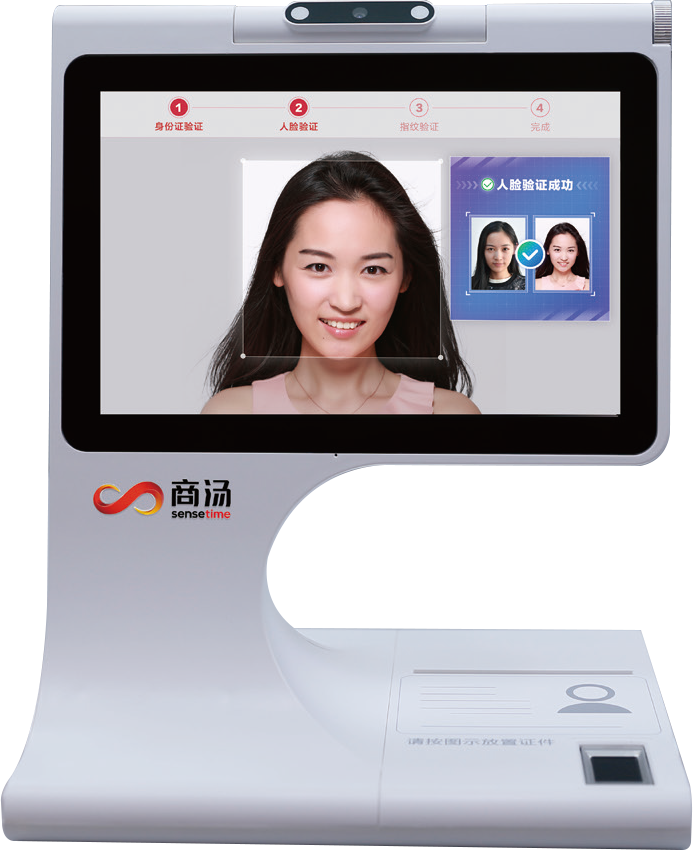 1 2 3 4
身份证验证 人脸验证 指纹验证 完成
人脸验证成功
商汤
sensetime
请按图示放置证件